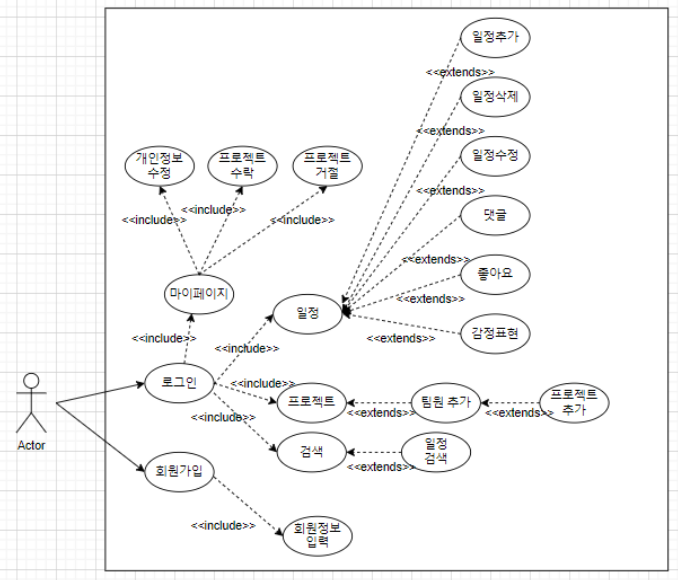 일정추가
<<extends>>
일정삭제
<<extends>>
일정수정
<<extends>>
댓글
<<extends>>
좋아요
<<extends>>
감정표현
<<extends>>
개인정보
수정
프로젝트
수락
프로젝트
거절
<<include>>
<<include>>
<<include>>
마이페이지
일정
<<include>>
<<include>>
로그인
<<include>>
프로젝트
<<extends>>
팀원 추가
<<extends>>
프로젝트
추가
<<include>>
검색
<<extends>>
일정
검색
Actor
회원가입
<<include>>
회원정보
입력